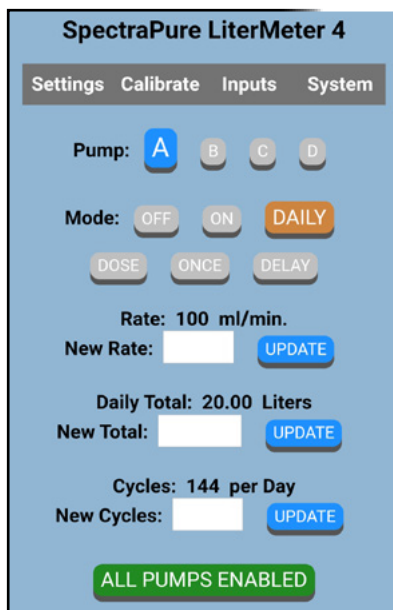 SpectraPure LiterMeter 4
Settings Calibrate Inputs System
Pump: A B C D
Mode: OFF ON DAILY
DOSE ONCE DELAY
Rate: 100 ml/min.
New Rate: UPDATE
Daily Total: 20.00 Liters
New Total: UPDATE
Cycles: 144 per Day
New Cycles: UPDATE
ALL PUMPS ENABLED